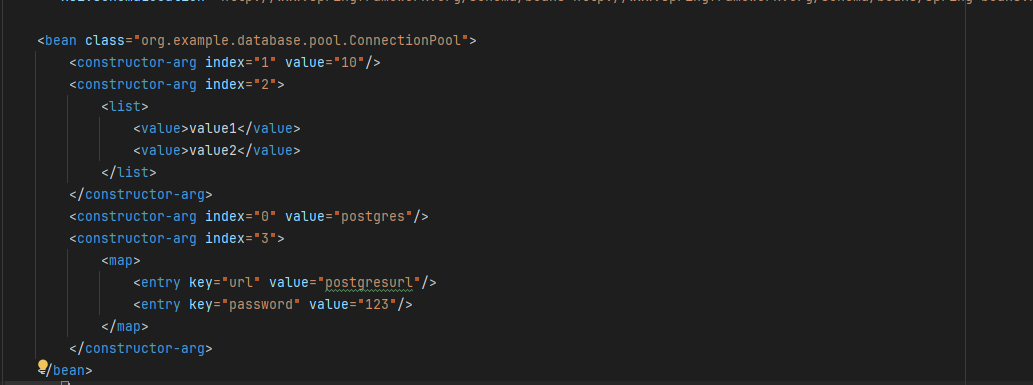 <bean class="org.example.database.pool.ConnectionPool">
<constructor-arg index="1" value="10"/>
<constructor-arg index="2">
<list>
<value>value1</value>
<value>value2</value>
</list>
</constructor-arg>
<constructor-arg index="0" value="postgres"/>
<constructor-arg index="3">
<map>
<entry key="url" value="postgresurl"/>
<entry key="password" value="123"/>
</map>
</constructor-arg>
</bean>